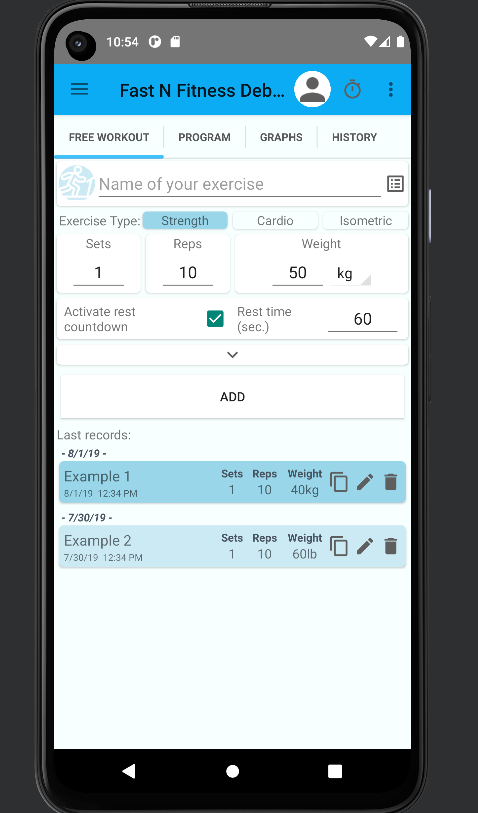 10:54
Fast N Fitness Deb...
FREE WORKOUT PROGRAM GRAPHS HISTORY
Name of your exercise
Exercise Type: Strength Cardio Isometric
Sets Reps Weight
1 10 50 kg
Activate rest countdown Rest time (sec.) 60
ADD
Last records:
- 8/1/19 -
Example 1 Sets Reps Weight
8/1/19 12:34 PM 1 10 40kg
- 7/30/19 -
Example 2 Sets Reps Weight
7/30/19 12:34 PM 1 10 60lb